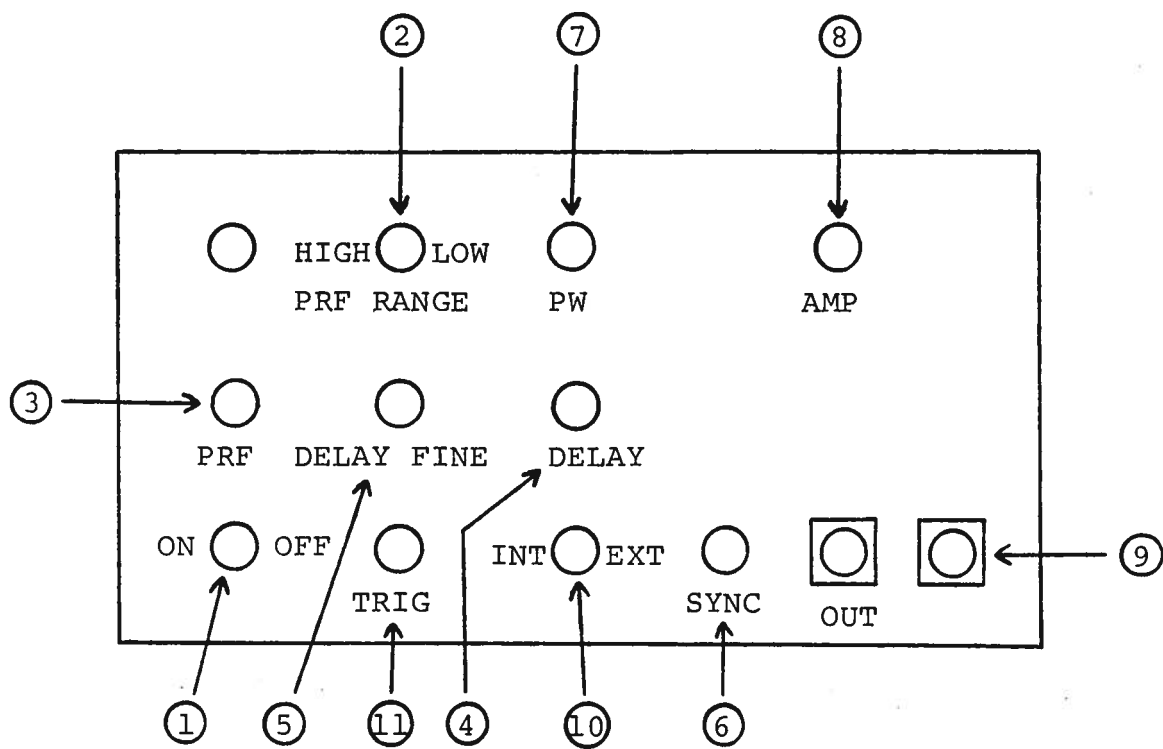 2 7 8
HIGH LOW
PRF RANGE PW AMP
3
PRF DELAY FINE DELAY
ON OFF INT EXT
9
TRIG SYNC OUT
1 5 11 4 10 6